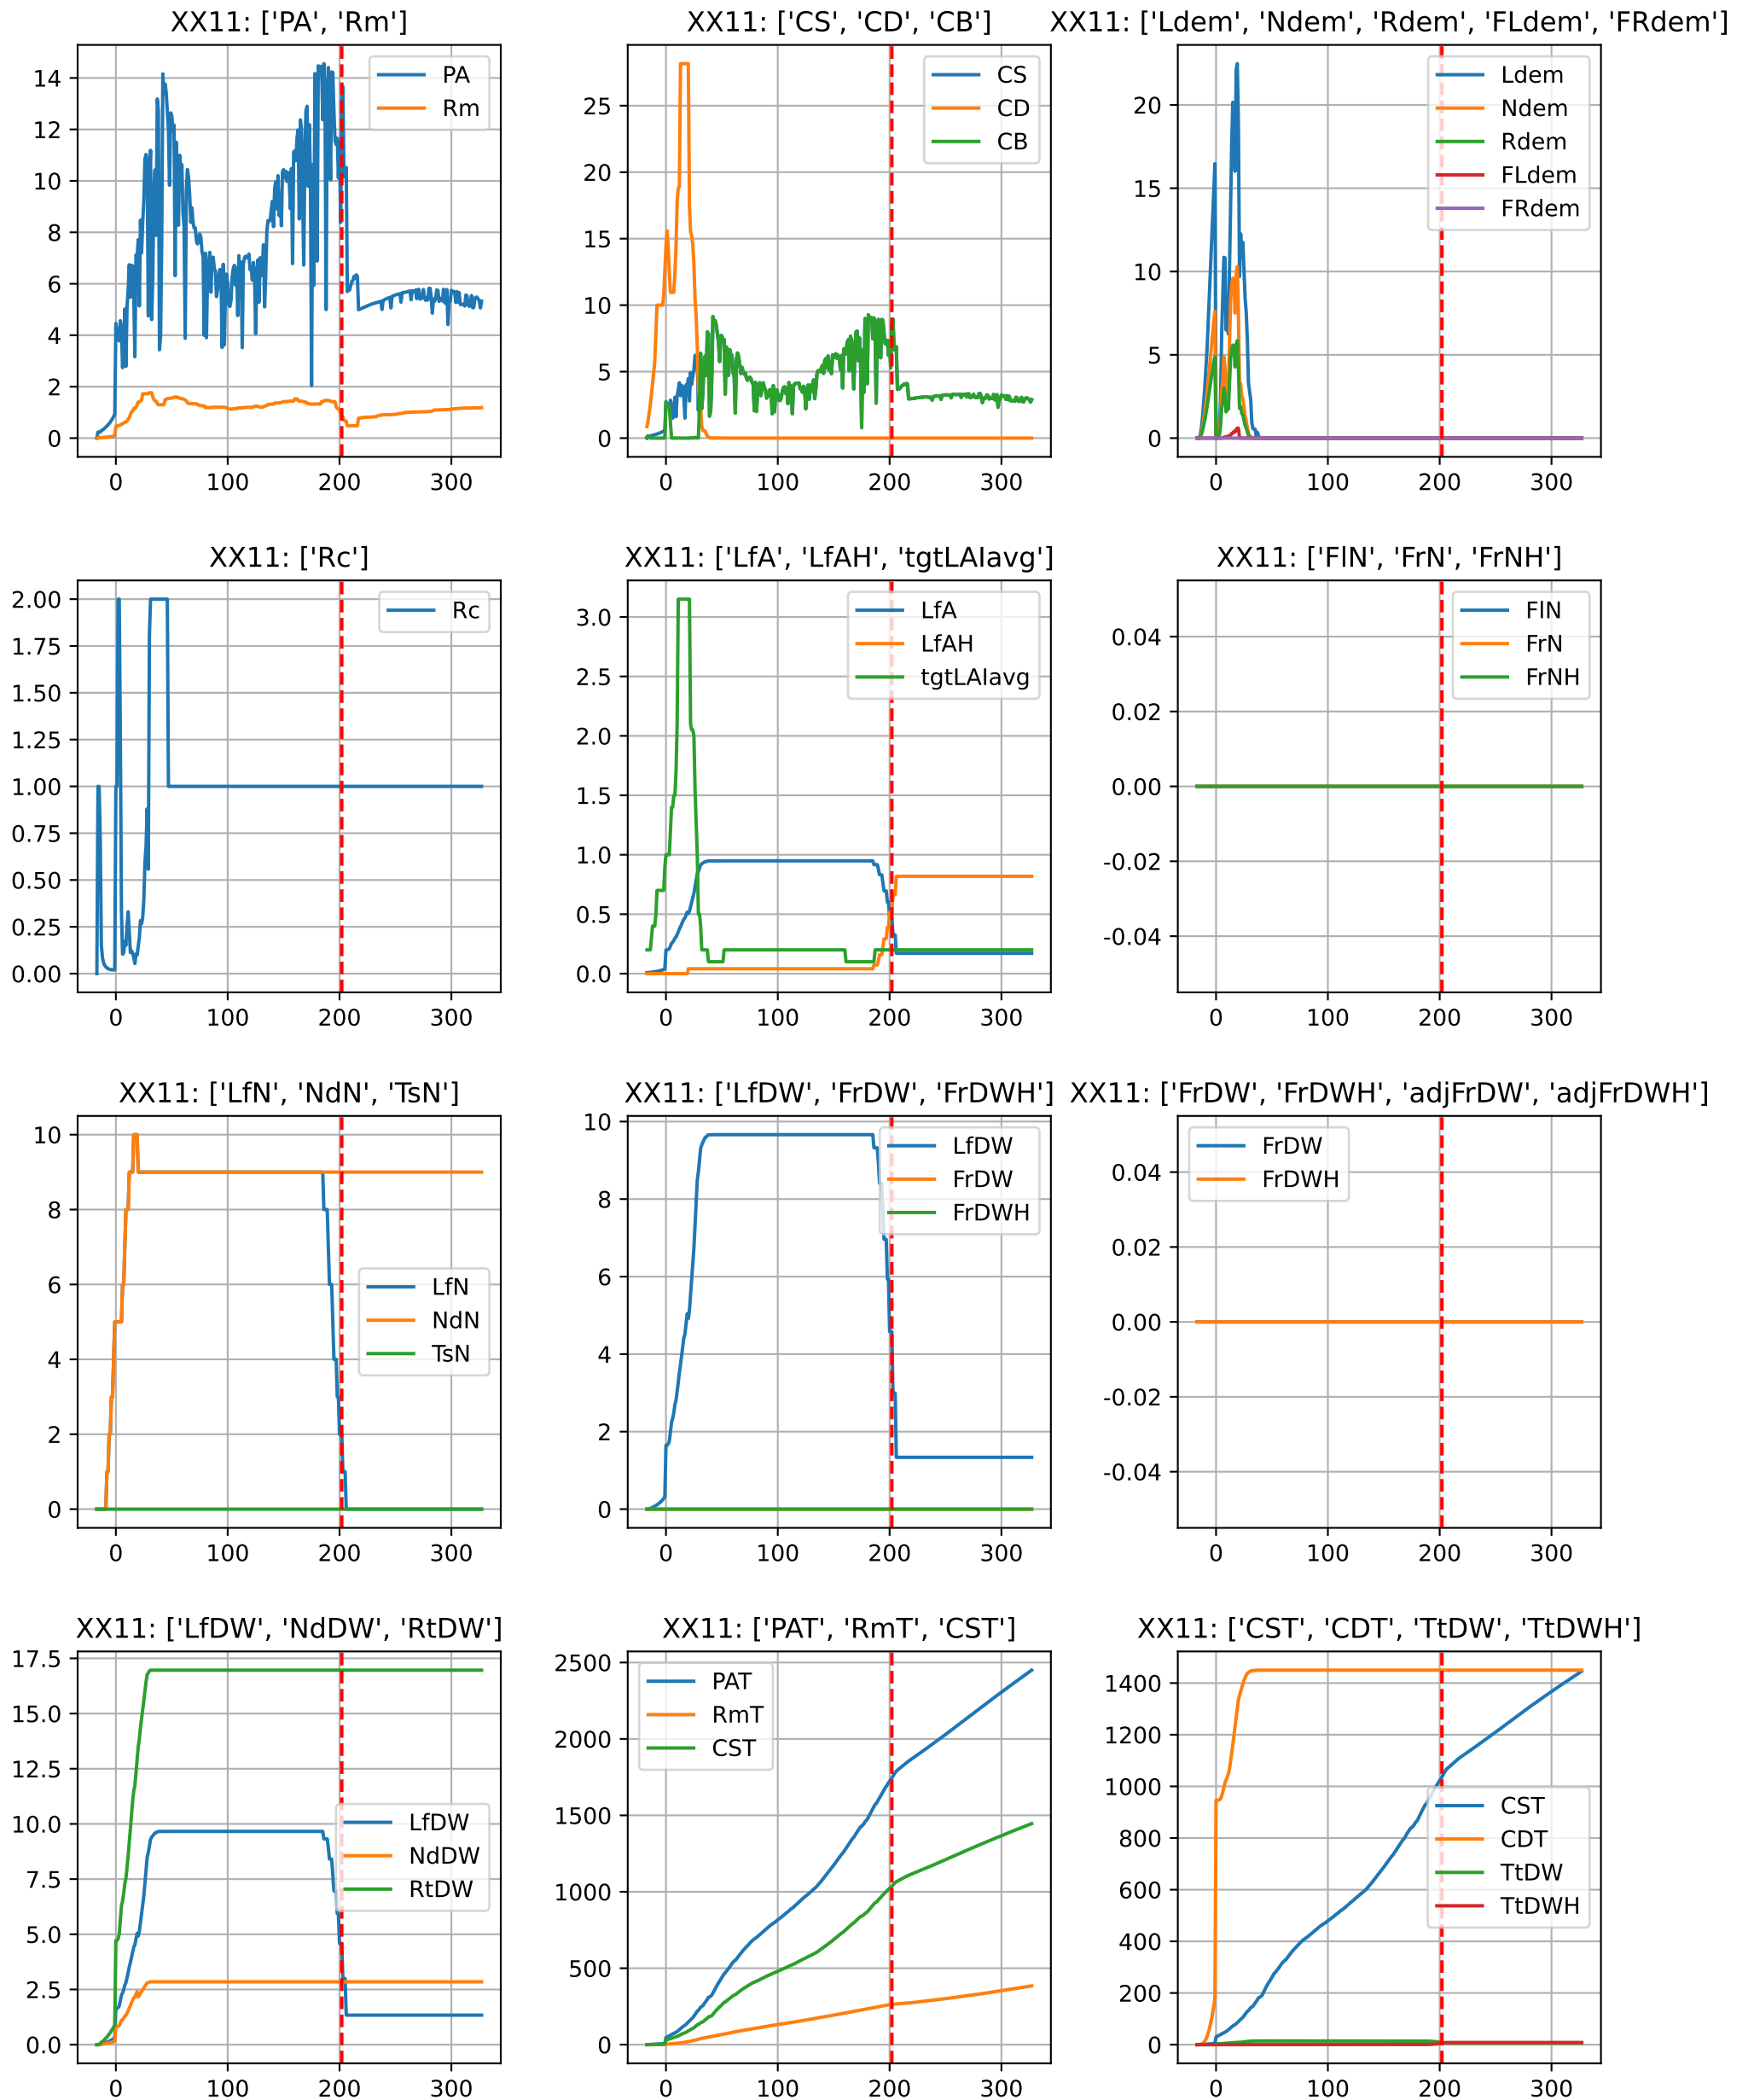 XX11: ['PA', 'Rm']
14
12
10
8
6
4
2
0
0 100 200 300
PA
Rm
XX11: ['CS', 'CD', 'CB']
25
20
15
10
5
0
0 100 200 300
CS
CD
CB
XX11: ['Ldem', 'Ndem', 'Rdem', 'FLdem', 'FRdem']
20
15
10
5
0
0 100 200 300
Ldem
Ndem
Rdem
FLdem
FRdem
XX11: ['Rc']
2.00
1.75
1.50
1.25
1.00
0.75
0.50
0.25
0.00
0 100 200 300
Rc
XX11: ['LfA', 'LfAH', 'tgtLAIavg']
3.0
2.5
2.0
1.5
1.0
0.5
0.0
0 100 200 300
LfA
LfAH
tgtLAIavg
XX11: ['FlN', 'FrN', 'FrNH']
0.04
0.02
0.00
-0.02
-0.04
0 100 200 300
FlN
FrN
FrNH
XX11: ['LfN', 'NdN', 'TsN']
10
8
6
4
2
0
0 100 200 300
LfN
NdN
TsN
XX11: ['LfDW', 'FrDW', 'FrDWH']
10
8
6
4
2
0
0 100 200 300
LfDW
FrDW
FrDWH
XX11: ['FrDW', 'FrDWH', 'adjFrDW', 'adjFrDWH']
0.04
0.02
0.00
-0.02
-0.04
0 100 200 300
FrDW
FrDWH
XX11: ['LfDW', 'NdDW', 'RtDW']
17.5
15.0
12.5
10.0
7.5
5.0
2.5
0.0
0 100 200 300
LfDW
NdDW
RtDW
XX11: ['PAT', 'RmT', 'CST']
2500
2000
1500
1000
500
0
0 100 200 300
PAT
RmT
CST
XX11: ['CST', 'CDT', 'TtDW', 'TtDWH']
1400
1200
1000
800
600
400
200
0
0 100 200 300
CST
CDT
TtDW
TtDWH